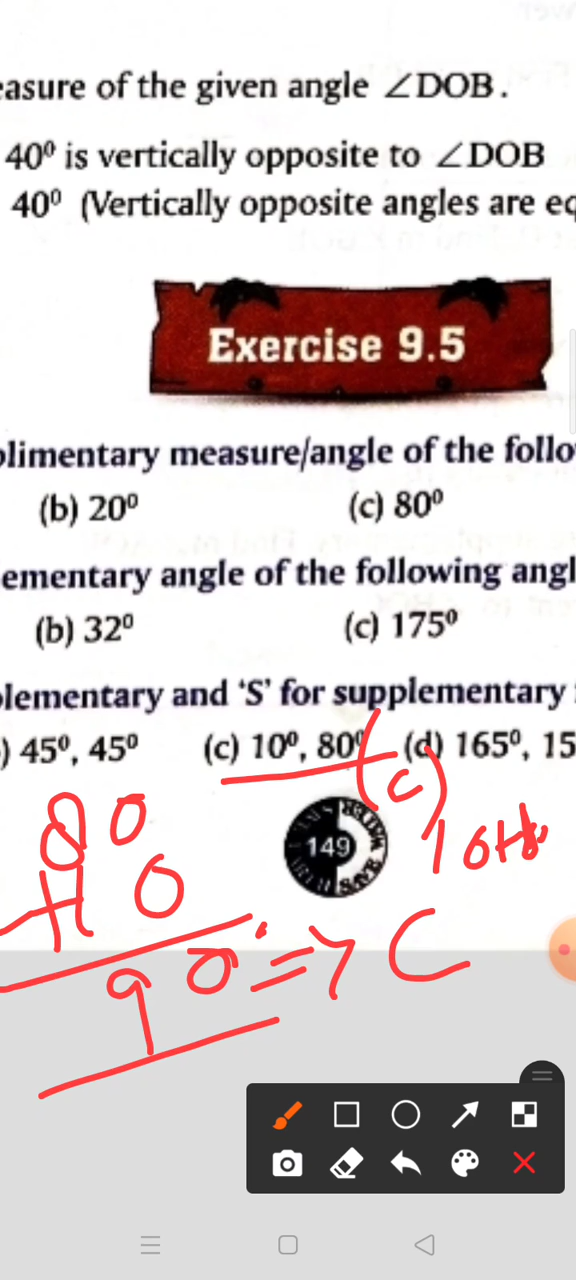 easure of the given angle ∠DOB.
40⁰ is vertically opposite to ∠DOB
40⁰ (Vertically opposite angles are eq
Exercise 9.5
plimentary measure/angle of the follo
(b) 20⁰ (c) 80⁰
ementary angle of the following angl
(b) 32⁰ (c) 175⁰
plementary and ‘S’ for supplementary
) 45⁰, 45⁰ (c) 10⁰, 80⁰ (d) 165⁰, 15
(c)
80
149
+10
90 => C